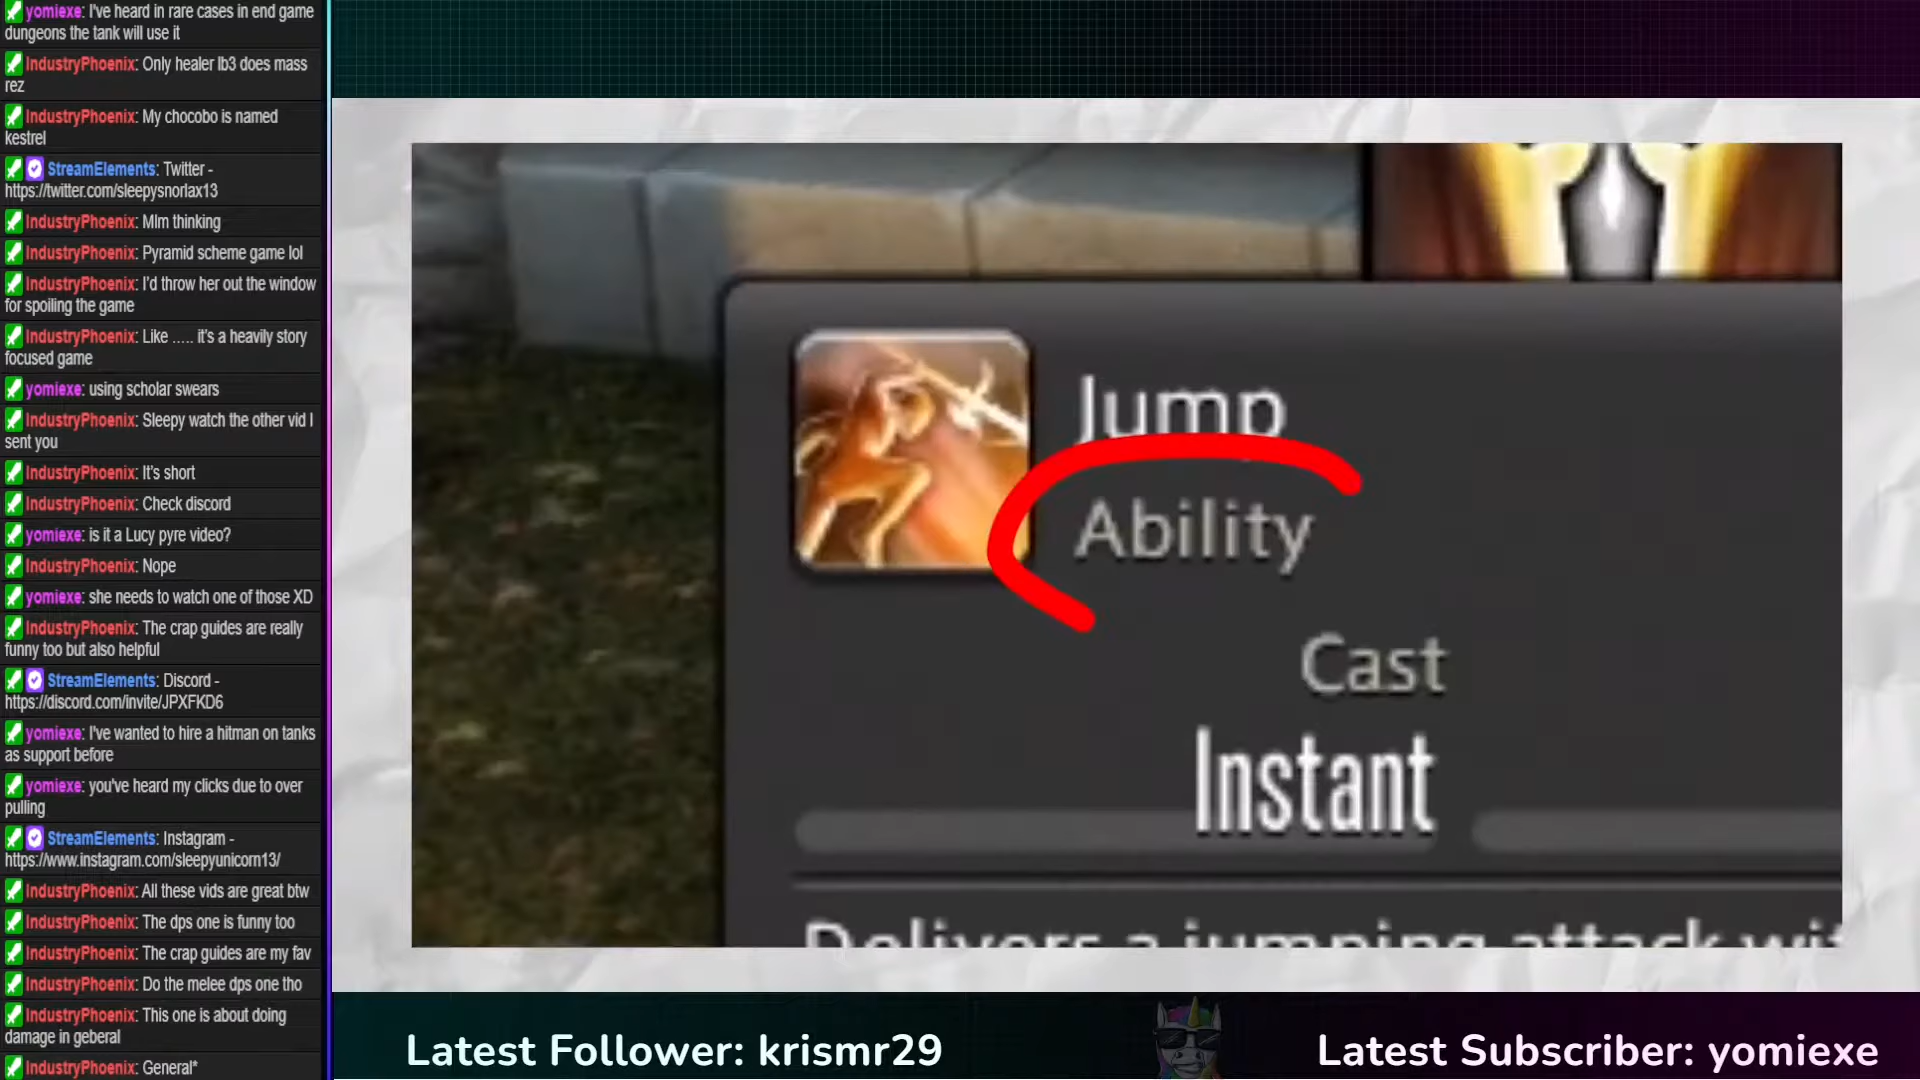 yomiexe: I've heard in rare cases in end game
dungeons the tank will use it
IndustryPhoenix: Only healer lb3 does mass
rez
IndustryPhoenix: My chocobo is named
kestrel
StreamElements: Twitter -
https://twitter.com/sleepysnorlax13
IndustryPhoenix: Mlm thinking
IndustryPhoenix: Pyramid scheme game lol
IndustryPhoenix: I'd throw her out the window
for spoiling the game
IndustryPhoenix: Like ..... it's a heavily story
focused game
yomiexe: using scholar swears
IndustryPhoenix: Sleepy watch the other vid I
sent you
IndustryPhoenix: It's short
IndustryPhoenix: Check discord
yomiexe: is it a Lucy pyre video?
IndustryPhoenix: Nope
yomiexe: she needs to watch one of those XD
IndustryPhoenix: The crap guides are really
funny too but also helpful
StreamElements: Discord -
https://discord.com/invite/JPXFKD6
yomiexe: I've wanted to hire a hitman on tanks
as support before
yomiexe: you've heard my clicks due to over
pulling
StreamElements: Instagram -
https://www.instagram.com/sleepyunicorn13/
IndustryPhoenix: All these vids are great btw
IndustryPhoenix: The dps one is funny too
IndustryPhoenix: The crap guides are my fav
IndustryPhoenix: Do the melee dps one tho
IndustryPhoenix: This one is about doing
damage in geberal
IndustryPhoenix: General*
Jump
Ability
Cast
Instant
Delivers a jumping attack wit
Latest Follower: krismr29
Latest Subscriber: yomiexe